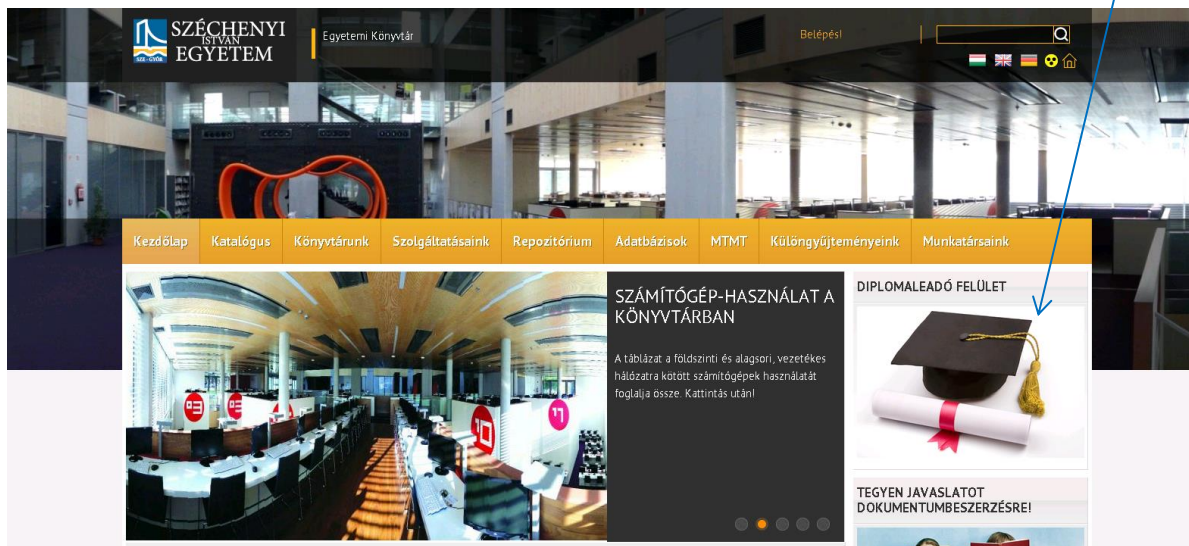 SZÉCHENYI
ISTVÁN
EGYETEM
SZE-GYŐR
Egyetemi Könyvtár
Belépés!
Kezdőlap Katalógus Könyvtárunk Szolgáltatásaink Repozitórium Adatbázisok MTMT Különgyűjteményeink Munkatársaink
SZÁMÍTÓGÉP-HASZNÁLAT A
KÖNYVTÁRBAN
A táblázat a földszinti és alagsori, vezetékes
hálózatra kötött számítógépek használatát
foglalja össze. Kattintás után!
DIPLOMALEADÓ FELÜLET
TEGYEN JAVASLATOT
DOKUMENTUMBESZERZÉSRE!